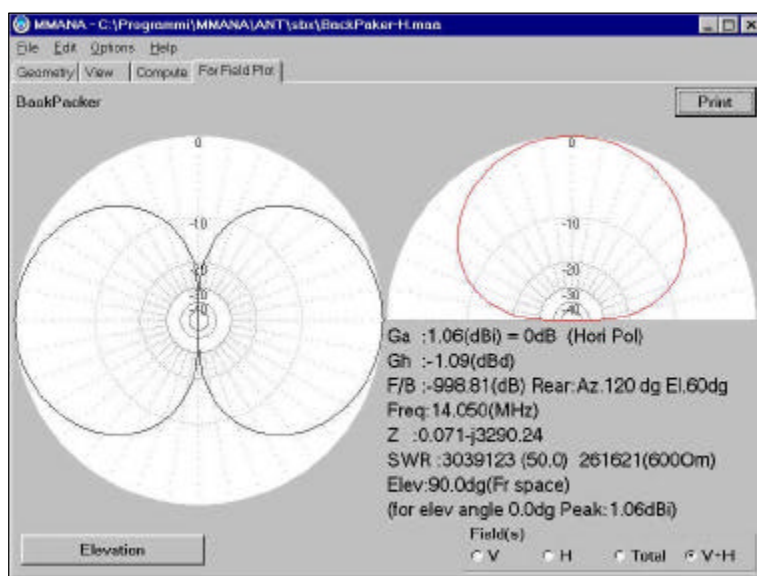 MMANA - C:\Programmi\MMANA\ANT\sbx\BackPaker-H.maa
File Edit Options Help
Geometry View Compute Far Field Plot
BackPacker
Print
0
-10
-20
-30
-40
0
-10
-20
-30
-40
Ga :1.06(dBi) = 0dB (Hori Pol)
Gh :-1.09(dBd)
F/B :-998.81(dB) Rear:Az.120 dg El.60dg
Freq:14.050(MHz)
Z :0.071-j3290.24
SWR :3039123 (50.0) 261621(600Om)
Elev:90.0dg(Fr space)
(for elev angle 0.0dg Peak:1.06dBi)
Elevation
Field(s)
V H Total V+H